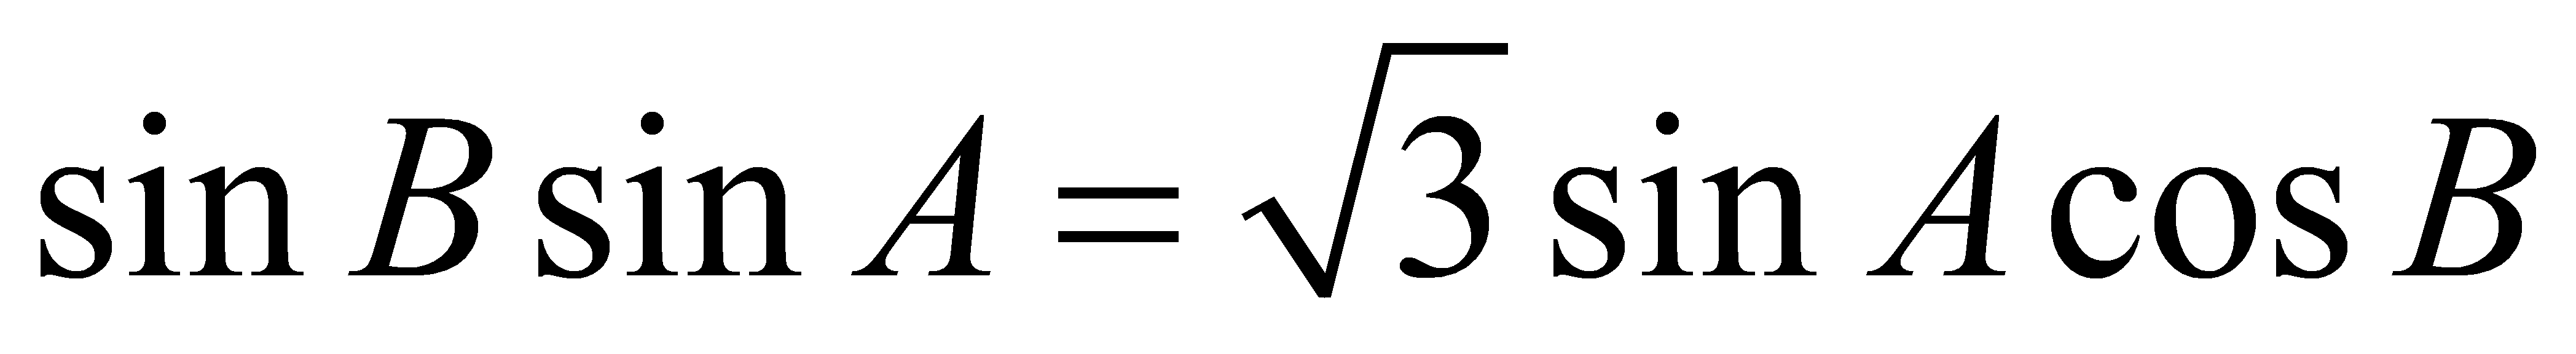 sin B sin A = √3 sin A cos B